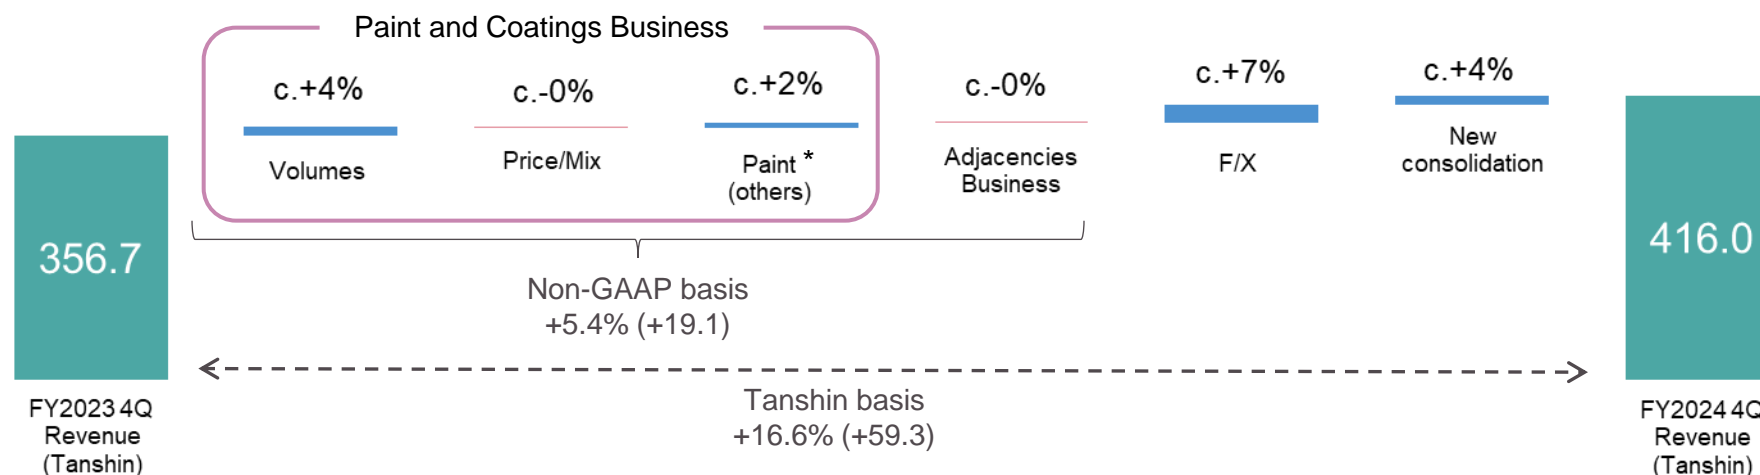 Paint and Coatings Business
c.+4%
c.-0%
c.+2%
c.-0%
c.+7%
c.+4%
Volumes
Price/Mix
Paint *
(others)
Adjacencies
Business
F/X
New
consolidation
356.7
416.0
Non-GAAP basis
+5.4% (+19.1)
Tanshin basis
+16.6% (+59.3)
FY2023 4Q
Revenue
(Tanshin)
FY2024 4Q
Revenue
(Tanshin)